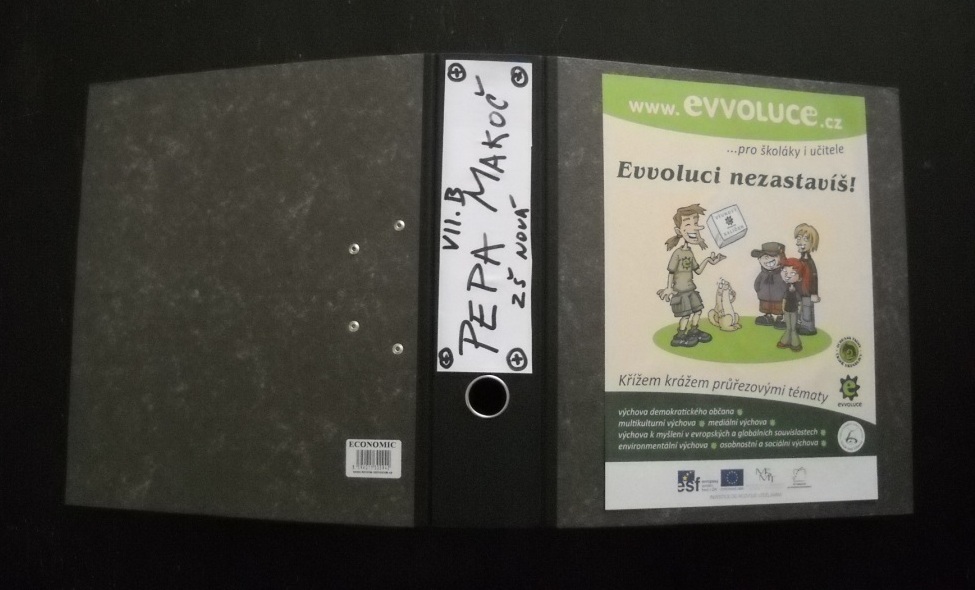 ECONOMIC
VII. B
PEPA MAKOČ
ZŠ NOVÁ
www.evvoluce.cz
...pro školáky i učitele
Evvoluci nezastavíš!
Křížem krážem průřezovými tématy
evvoluce
výchova demokratického občana
multikulturní výchova mediální výchova
výchova k myšlení v evropských a globálních souvislostech
environmentální výchova osobnostní a sociální výchova
esf